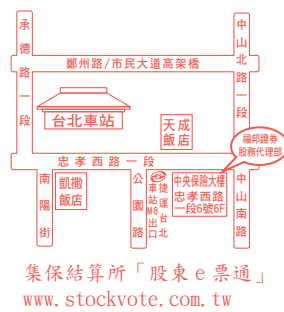 承德路一段
中山北路一段
鄭州路/市民大道高架橋
台北車站
天成
飯店
福邦證券
股務代理部
忠孝西路一段
南陽街
凱撒
飯店
公園路
捷運台北
車站M8出口
中央保險大樓
忠孝西路
一段6號6F
中山南路
集保結算所「股東e票通」
www.stockvote.com.tw